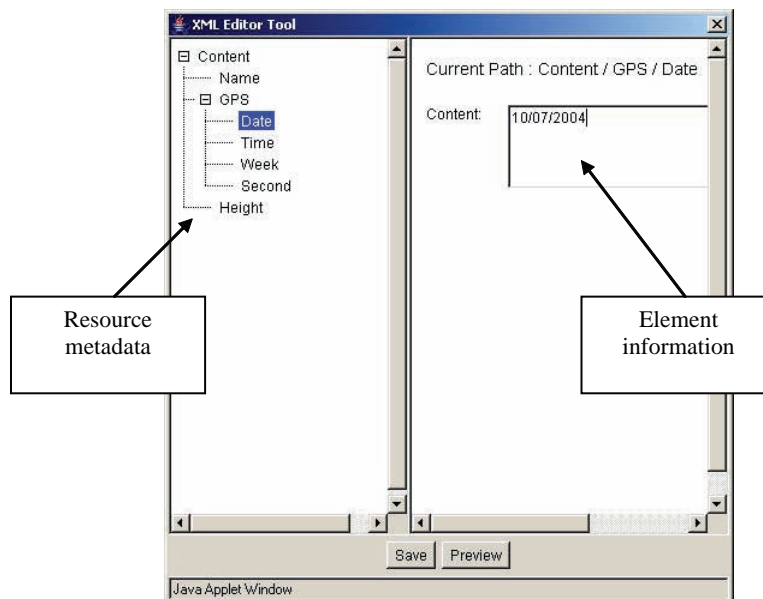 XML Editor Tool
Content
Name
GPS
Date
Time
Week
Second
Height
Current Path : Content / GPS / Date
Content:
10/07/2004
Resource
metadata
Element
information
Save
Preview
Java Applet Window